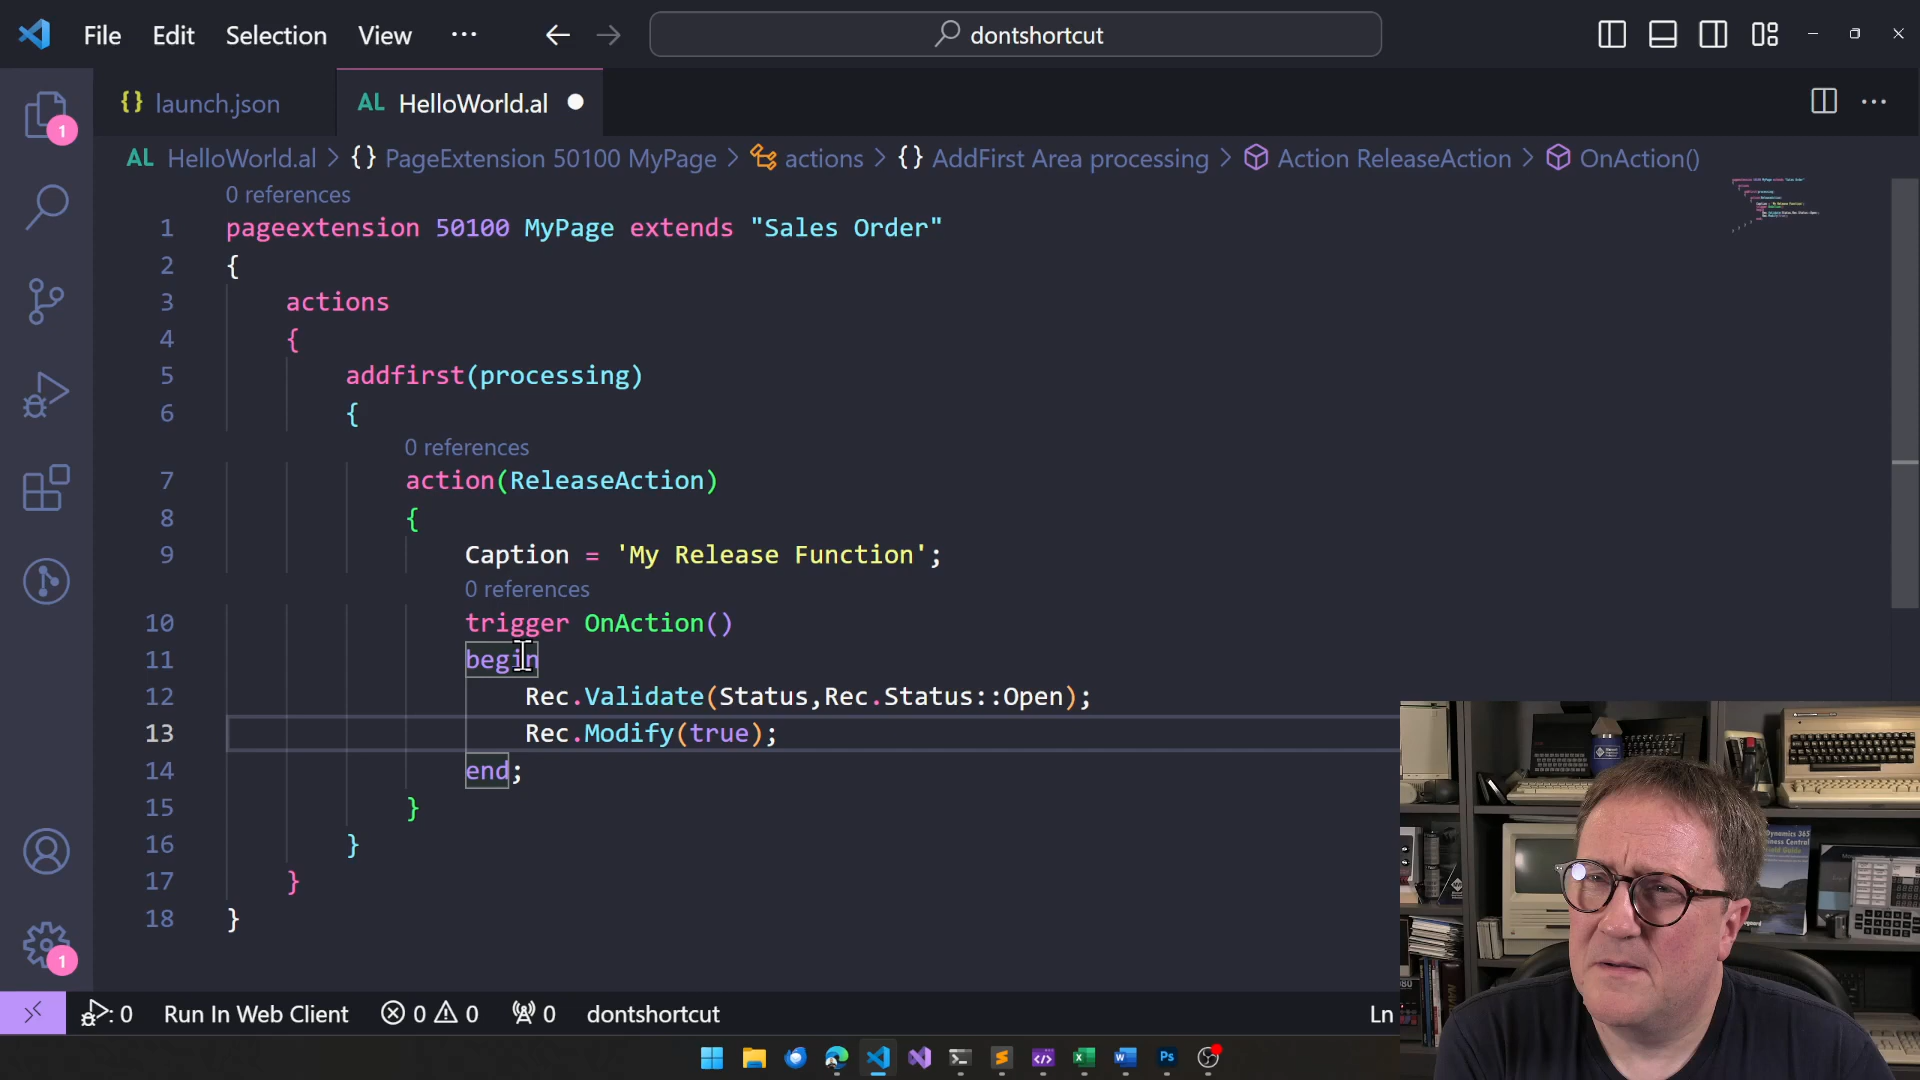 File Edit Selection View ... dontshortcut
launch.json HelloWorld.al
AL HelloWorld.al > {} PageExtension 50100 MyPage > actions > {} AddFirst Area processing > Action ReleaseAction > OnAction()
0 references
1 pageextension 50100 MyPage extends "Sales Order"
2 {
3 actions
4 {
5 addfirst(processing)
6 {
0 references
7 action(ReleaseAction)
8 {
9 Caption = 'My Release Function';
0 references
10 trigger OnAction()
11 begin
12 Rec.Validate(Status,Rec.Status::Open);
13 Rec.Modify(true);
14 end;
15 }
16 }
17 }
18 }
1
1
0 Run In Web Client 0 0 0 dontshortcut Ln